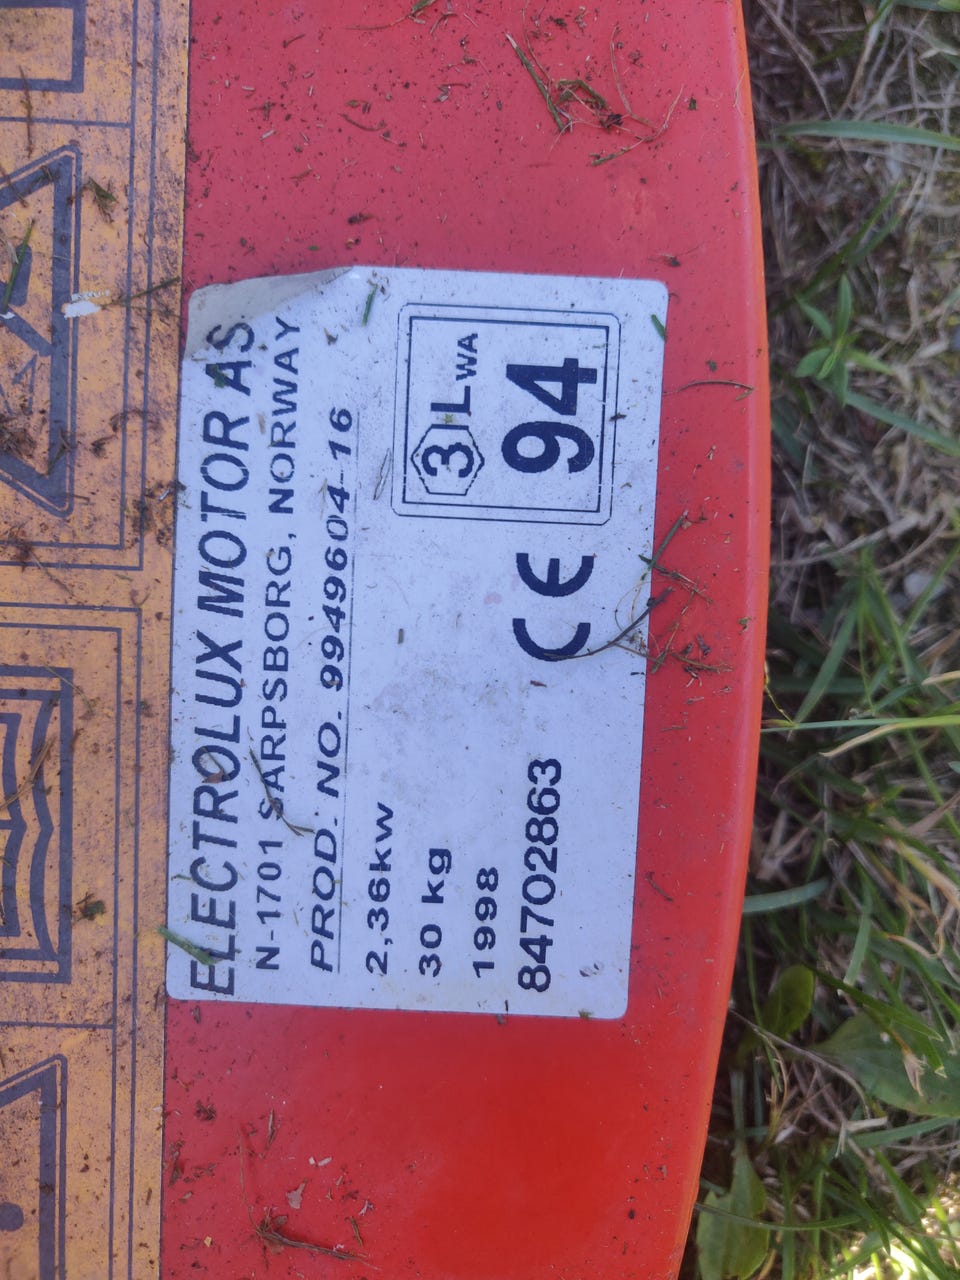 ELECTROLUX MOTOR AS
N-1701 SARPSBORG, NORWAY
PROD. NO. 9949604-16
2,36kw
30 kg
1998
84702863
CE
3 LWA
94